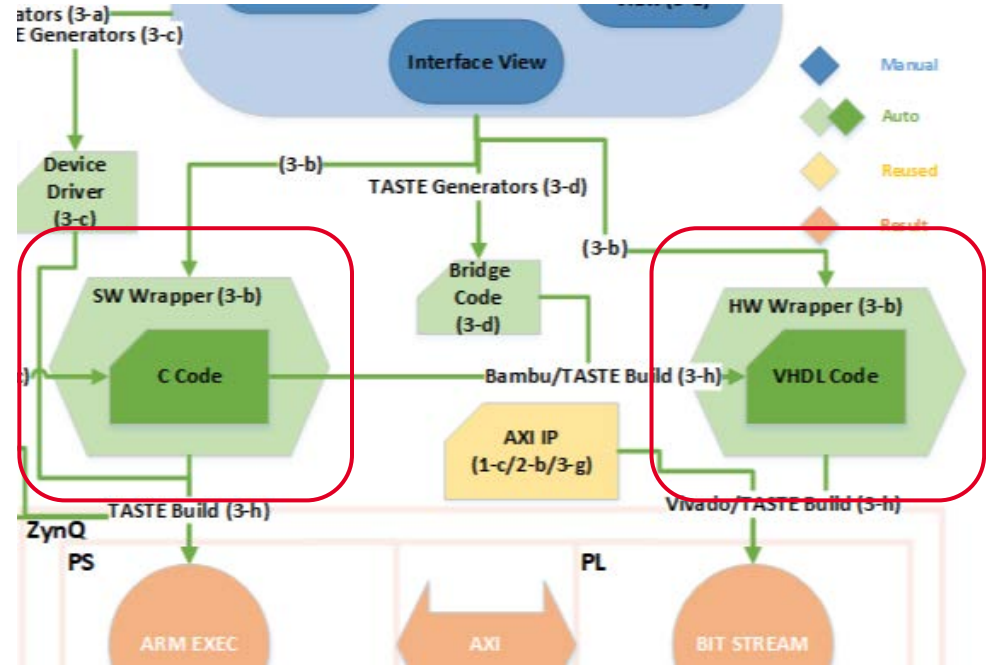 ators (3-a)
E Generators (3-c)
Interface View
Manual
Auto
Reused
Result
Device
Driver
(3-c)
(3-b)
TASTE Generators (3-d)
(3-b)
Bridge
Code
(3-d)
SW Wrapper (3-b)
C Code
HW Wrapper (3-b)
VHDL Code
Bambu/TASTE Build (3-h)
AXI IP
(1-c/2-b/3-g)
TASTE Build (3-h)
Vivado/TASTE Build (3-h)
ZynQ
PS
PL
ARM EXEC
AXI
BIT STREAM